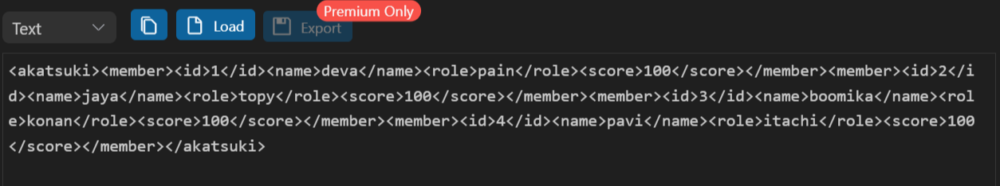 Premium Only
Text Load Export
<akatsuki><member><id>1</id><name>deva</name><role>pain</role><score>100</score></member><member><id>2</i
d><name>jaya</name><role>topy</role><score>100</score></member><member><id>3</id><name>boomika</name><rol
e>konan</role><score>100</score></member><member><id>4</id><name>pavi</name><role>itachi</role><score>100
</score></member></akatsuki>